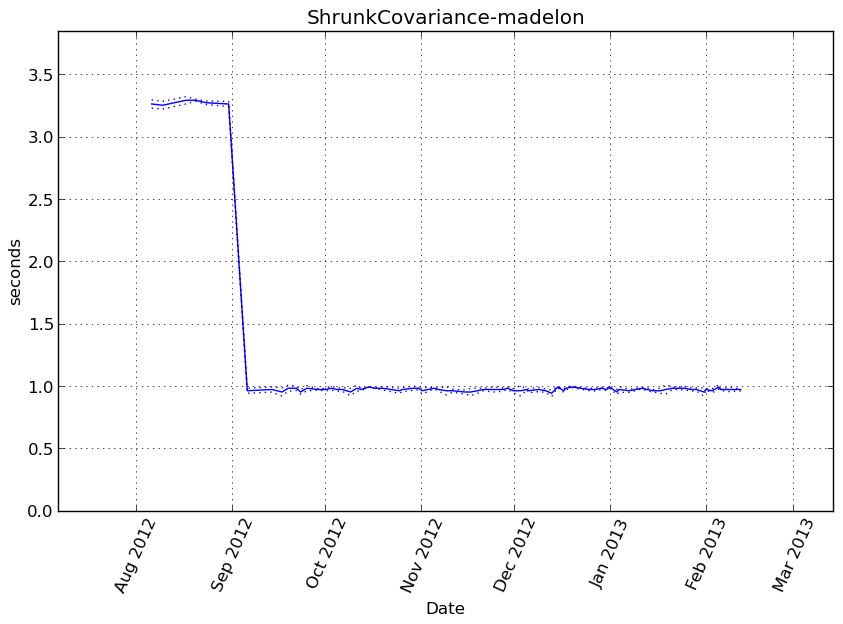 ShrunkCovariance-madelon
3.5
3.0
2.5
2.0
1.5
1.0
0.5
0.0
seconds
Aug 2012
Sep 2012
Oct 2012
Nov 2012
Dec 2012
Jan 2013
Feb 2013
Mar 2013
Date